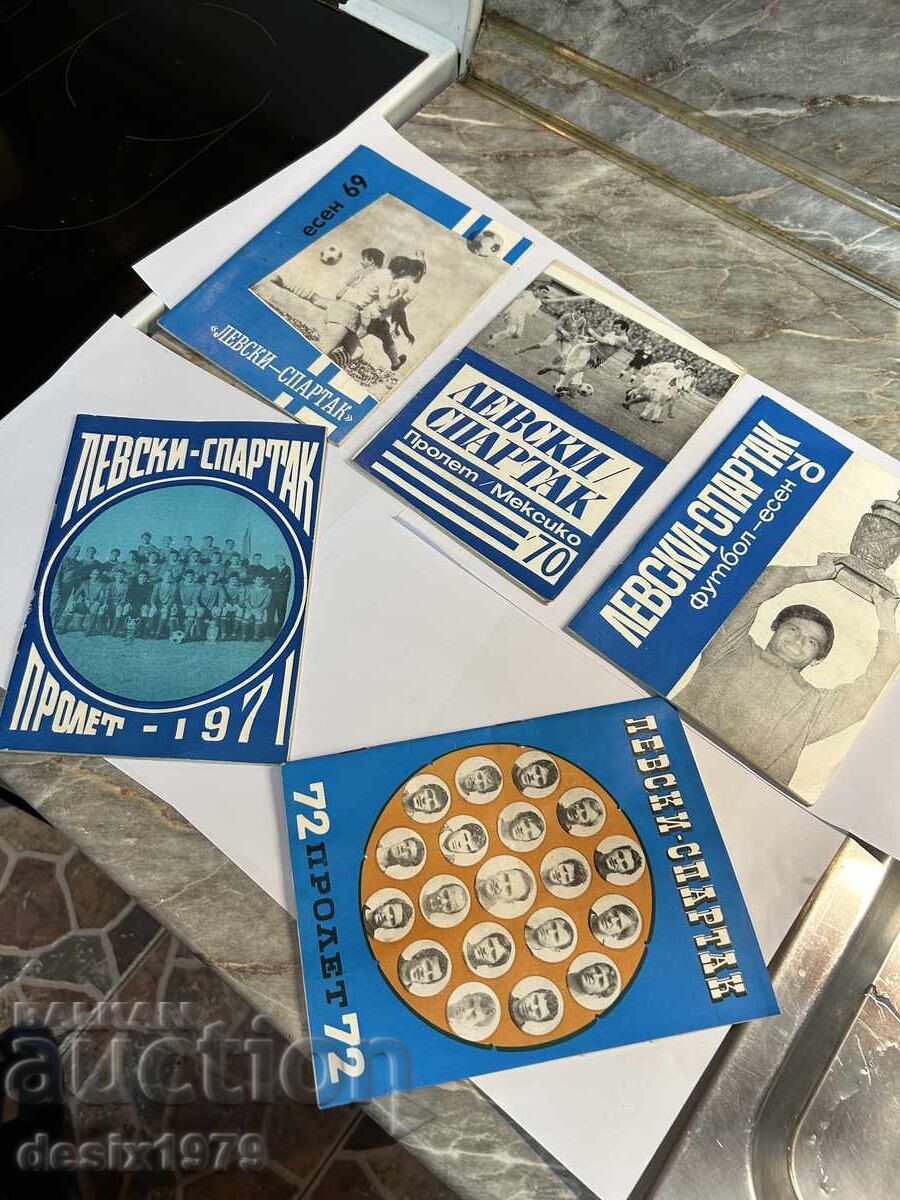 есен 69
«ЛЕВСКИ–СПАРТАК»
ЛЕВСКИ/
СПАРТАК
Пролет/Мексико
70
ЛЕВСКИ-СПАРТАК 70
Футбол-есен
ЛЕВСКИ-СПАРТАК
ПРОЛЕТ - 1971
ЛЕВСКИ-СПАРТАК
72 ПРОЛЕТ 72
BALKAN
auction
desix1979